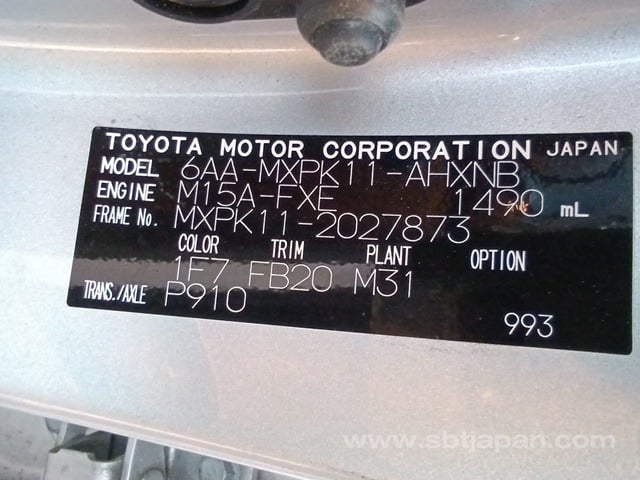 TOYOTA MOTOR CORPORATION JAPAN
MODEL 6AA-MXPK11-AHXNB
ENGINE M15A-FXE 1490 mL
FRAME No. MXPK11-2027873
COLOR TRIM PLANT OPTION
1F7 FB20 M31
TRANS./AXLE P910
993
www.sbtjapan.com